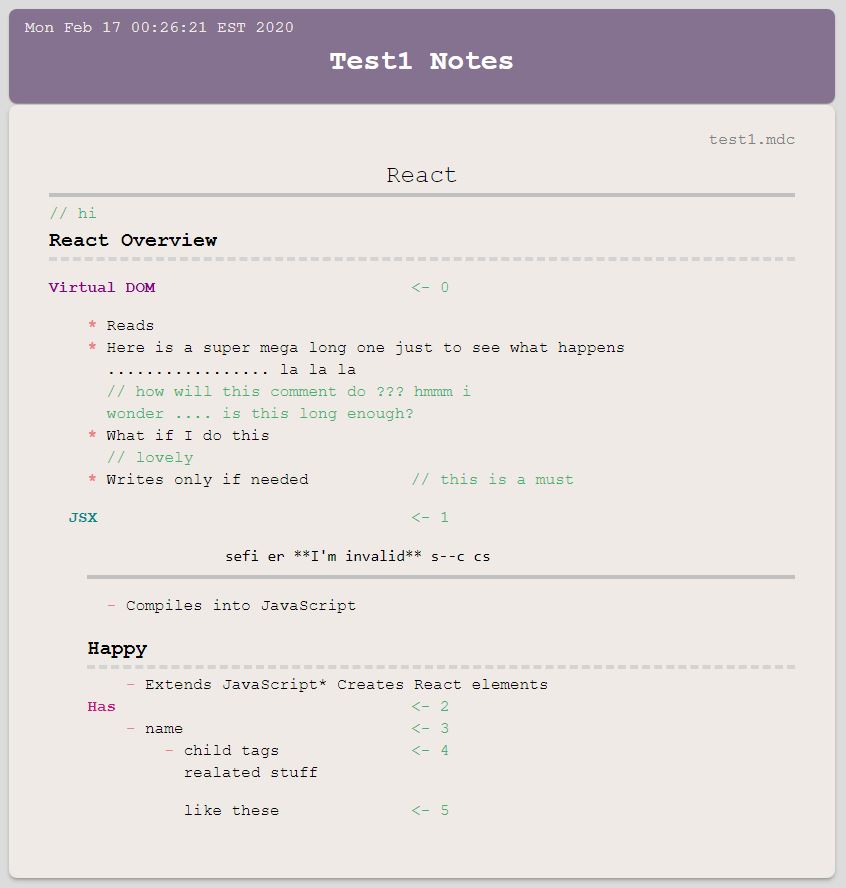 Mon Feb 17 00:26:21 EST 2020
Test1 Notes
test1.mdc
React
// hi
React Overview
Virtual DOM <- 0
* Reads
* Here is a super mega long one just to see what happens
................. la la la
// how will this comment do ??? hmmm i
wonder .... is this long enough?
* What if I do this
// lovely
* Writes only if needed // this is a must
JSX <- 1
sefi er **I'm invalid** s--c cs
- Compiles into JavaScript
Happy
- Extends JavaScript* Creates React elements
Has <- 2
- name <- 3
- child tags <- 4
realated stuff
like these <- 5